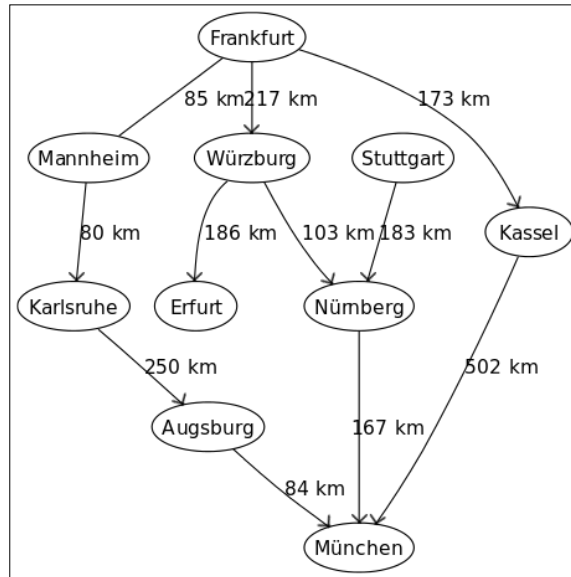 Frankfurt
85 km
217 km
173 km
Mannheim
Würzburg
Stuttgart
Kassel
80 km
186 km
103 km
183 km
Karlsruhe
Erfurt
Nürnberg
250 km
502 km
Augsburg
167 km
84 km
München